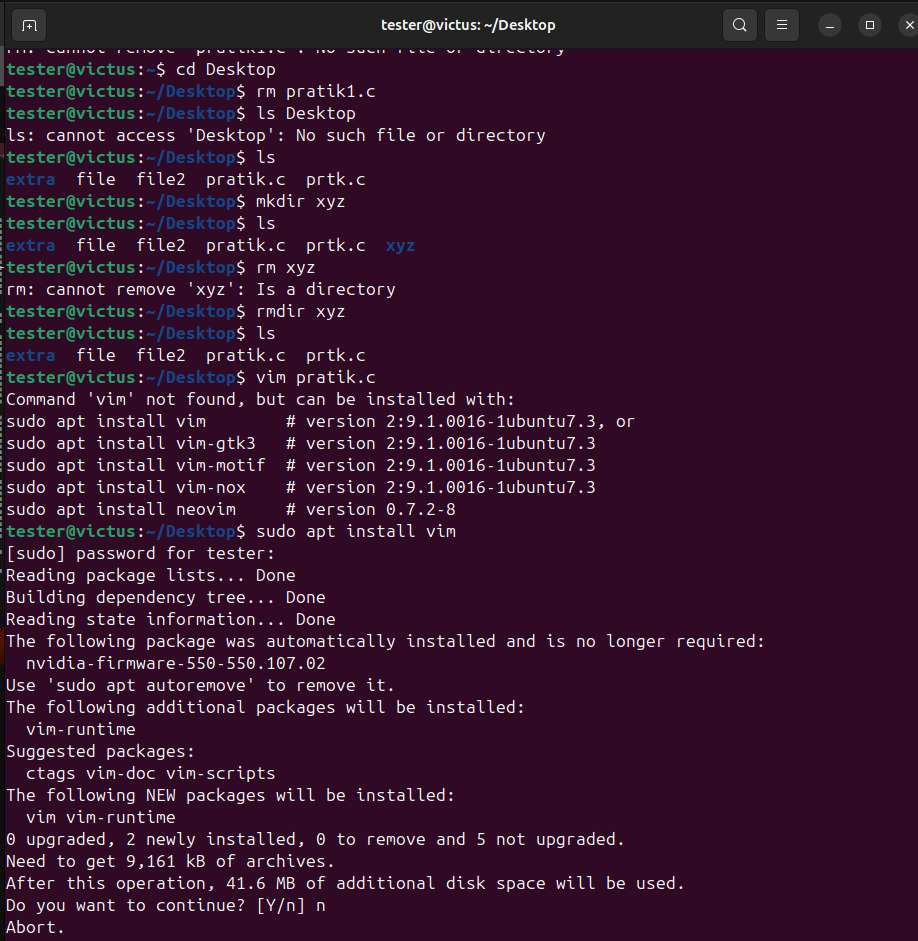 tester@victus: ~/Desktop
rm: cannot remove 'pratik1.c': No such file or directory
tester@victus:~$ cd Desktop
tester@victus:~/Desktop$ rm pratik1.c
tester@victus:~/Desktop$ ls Desktop
ls: cannot access 'Desktop': No such file or directory
tester@victus:~/Desktop$ ls
extra  file  file2  pratik.c  prtk.c
tester@victus:~/Desktop$ mkdir xyz
tester@victus:~/Desktop$ ls
extra  file  file2  pratik.c  prtk.c  xyz
tester@victus:~/Desktop$ rm xyz
rm: cannot remove 'xyz': Is a directory
tester@victus:~/Desktop$ rmdir xyz
tester@victus:~/Desktop$ ls
extra  file  file2  pratik.c  prtk.c
tester@victus:~/Desktop$ vim pratik.c
Command 'vim' not found, but can be installed with:
sudo apt install vim        # version 2:9.1.0016-1ubuntu7.3, or
sudo apt install vim-gtk3   # version 2:9.1.0016-1ubuntu7.3
sudo apt install vim-motif  # version 2:9.1.0016-1ubuntu7.3
sudo apt install vim-nox    # version 2:9.1.0016-1ubuntu7.3
sudo apt install neovim     # version 0.7.2-8
tester@victus:~/Desktop$ sudo apt install vim
[sudo] password for tester:
Reading package lists... Done
Building dependency tree... Done
Reading state information... Done
The following package was automatically installed and is no longer required:
  nvidia-firmware-550-550.107.02
Use 'sudo apt autoremove' to remove it.
The following additional packages will be installed:
  vim-runtime
Suggested packages:
  ctags vim-doc vim-scripts
The following NEW packages will be installed:
  vim vim-runtime
0 upgraded, 2 newly installed, 0 to remove and 5 not upgraded.
Need to get 9,161 kB of archives.
After this operation, 41.6 MB of additional disk space will be used.
Do you want to continue? [Y/n] n
Abort.